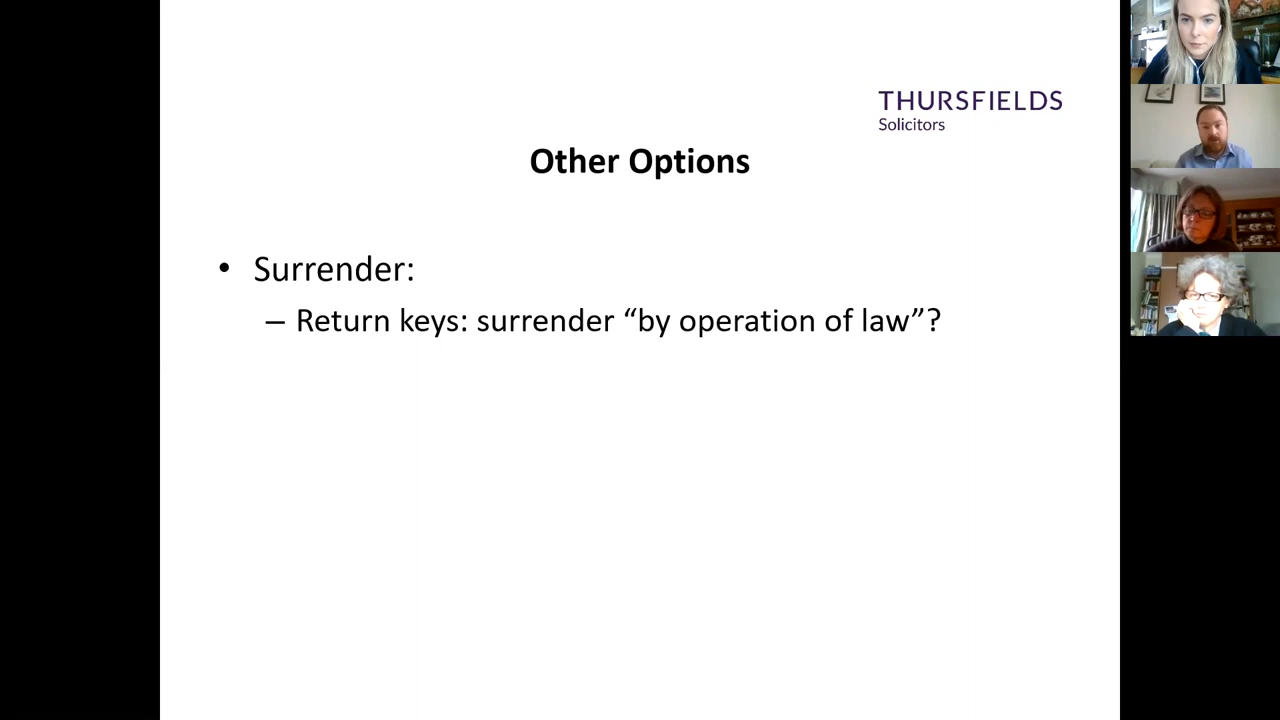 THURSFIELDS
Solicitors
Other Options
• Surrender:
– Return keys: surrender “by operation of law”?